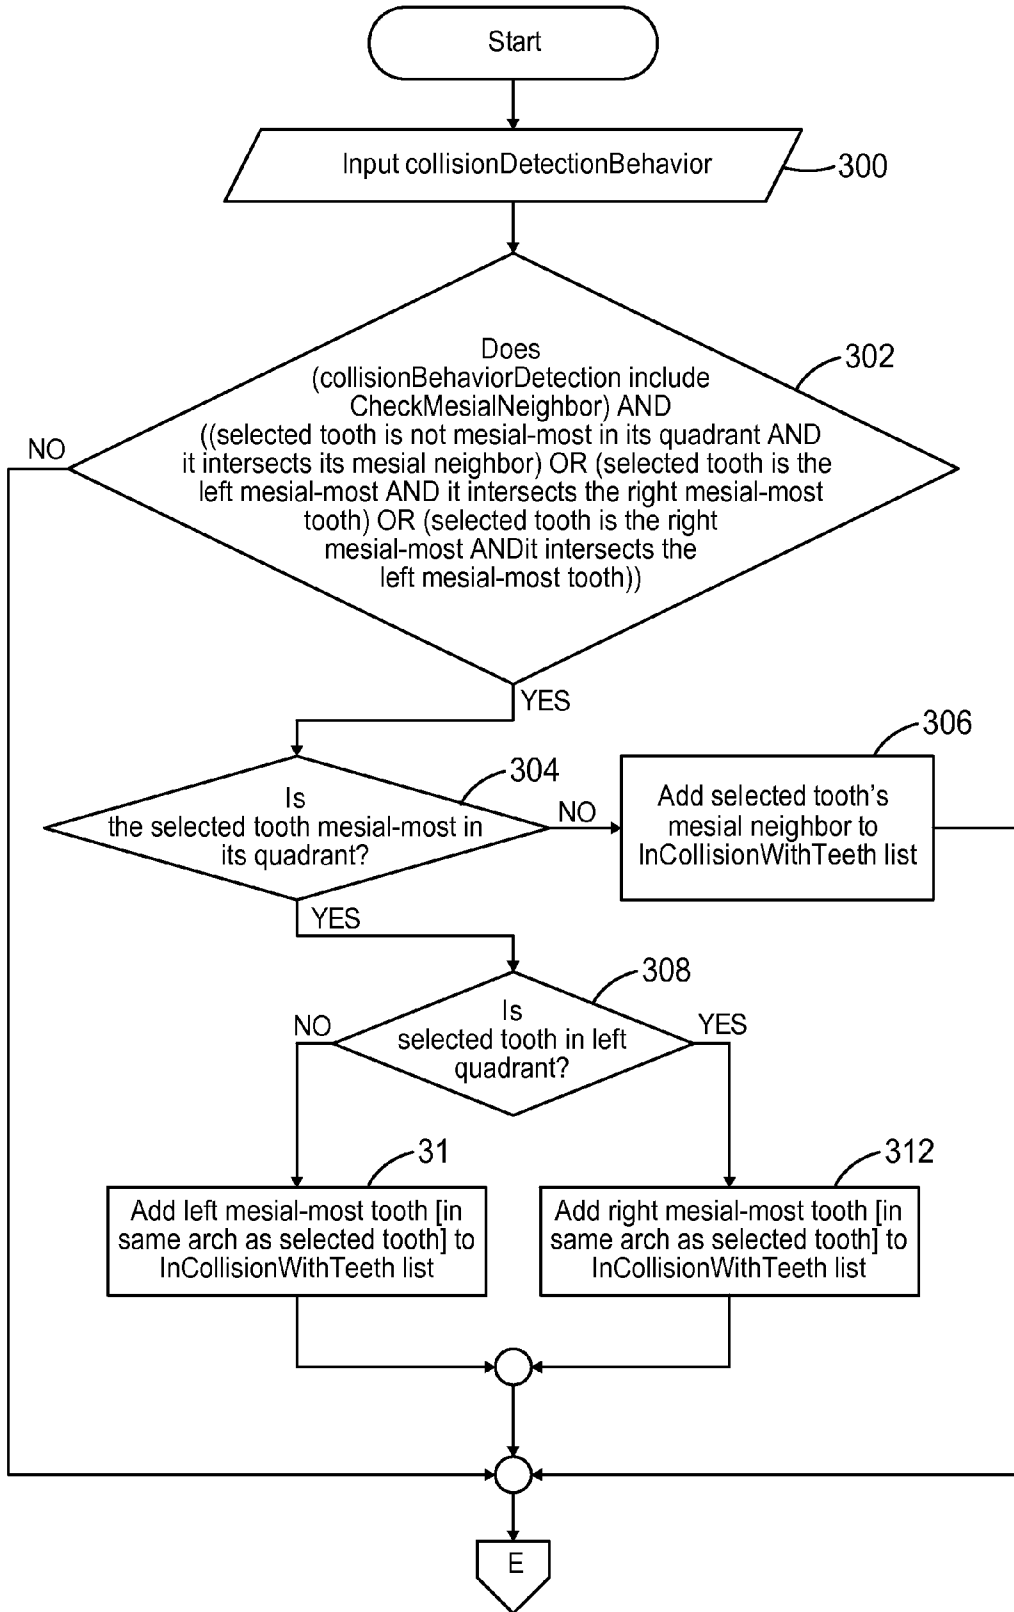 Start
Input collisionDetectionBehavior
300
Does
(collisionBehaviorDetection include
CheckMesialNeighbor) AND
((selected tooth is not mesial-most in its quadrant AND
it intersects its mesial neighbor) OR (selected tooth is the
left mesial-most AND it intersects the right mesial-most
tooth) OR (selected tooth is the right
mesial-most ANDit intersects the
left mesial-most tooth))
302
NO
YES
Is
the selected tooth mesial-most in
its quadrant?
304
NO
306
Add selected tooth’s
mesial neighbor to
InCollisionWithTeeth list
YES
308
Is
selected tooth in left
quadrant?
NO
YES
31
Add left mesial-most tooth [in
same arch as selected tooth] to
InCollisionWithTeeth list
312
Add right mesial-most tooth [in
same arch as selected tooth] to
InCollisionWithTeeth list
E